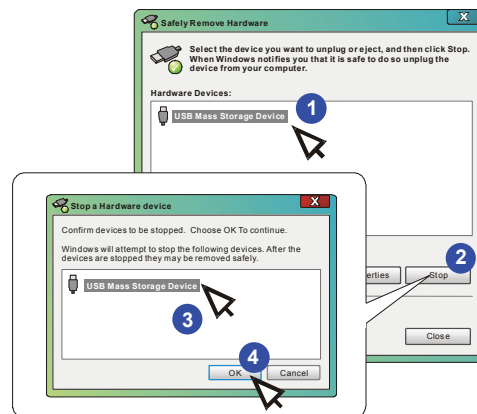 Safely Remove Hardware
X
Select the device you want to unplug or eject, and then click Stop.
When Windows notifies you that it is safe to do so unplug the
device from your computer.
Hardware Devices:
USB Mass Storage Device
1
2
erties
Stop
Close
Stop a Hardware device
X
Confirm devices to be stopped. Choose OK To continue.
Windows will attempt to stop the following devices. After the
devices are stopped they may be removed safely.
USB Mass Storage Device
3
4
OK
Cancel